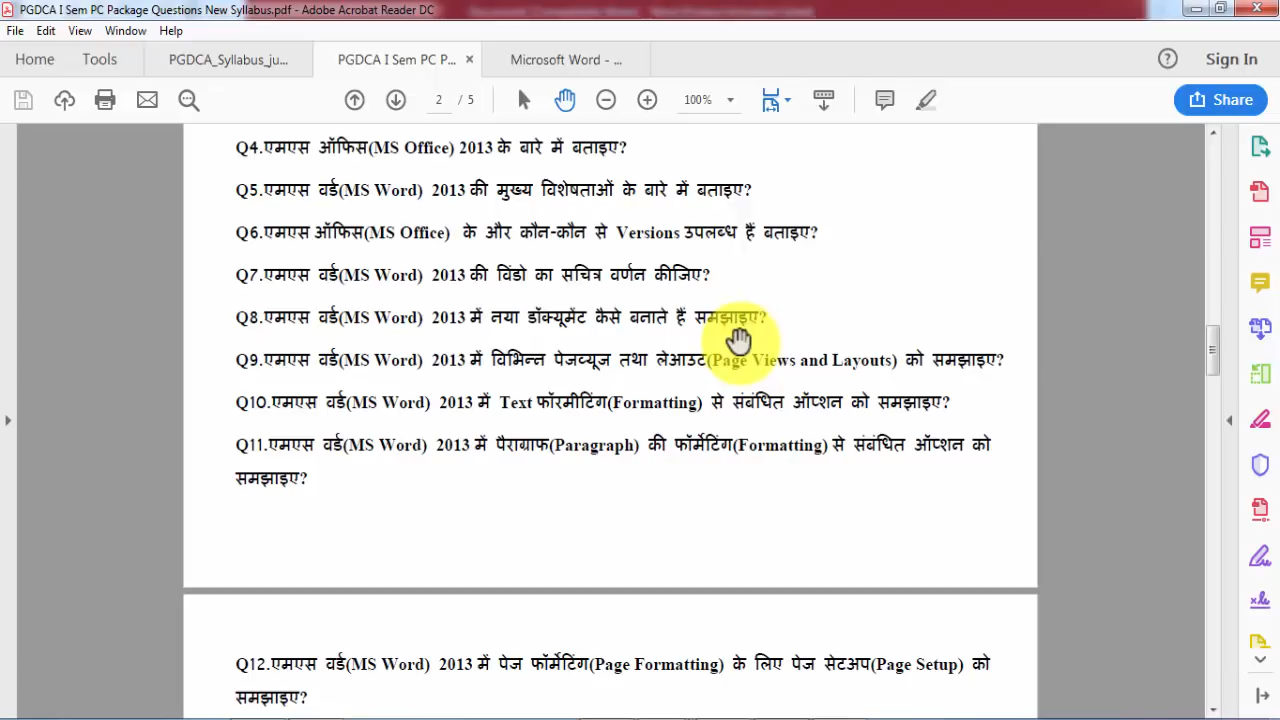 PGDCA I Sem PC Package Questions New Syllabus.pdf - Adobe Acrobat Reader DC
File Edit View Window Help
Home Tools PGDCA_Syllabus_ju... PGDCA I Sem PC P... × Microsoft Word - ... Sign In
2 / 5 100% Share
Q4.एमएस ऑफिस(MS Office) 2013 के बारे में बताइए?
Q5.एमएस वर्ड(MS Word) 2013 की मुख्य विशेषताओं के बारे में बताइए?
Q6.एमएस ऑफिस(MS Office) के और कौन-कौन से Versions उपलब्ध हैं बताइए?
Q7.एमएस वर्ड(MS Word) 2013 की विंडो का सचित्र वर्णन कीजिए?
Q8.एमएस वर्ड(MS Word) 2013 में नया डॉक्यूमेंट कैसे बनाते हैं समझाइए?
Q9.एमएस वर्ड(MS Word) 2013 में विभिन्न पेजव्यूज तथा लेआउट(Page Views and Layouts) को समझाइए?
Q10.एमएस वर्ड(MS Word) 2013 में Text फॉरमीटिंग(Formatting) से संबंधित ऑप्शन को समझाइए?
Q11.एमएस वर्ड(MS Word) 2013 में पैराग्राफ(Paragraph) की फॉर्मेटिंग(Formatting) से संबंधित ऑप्शन को
समझाइए?
Q12.एमएस वर्ड(MS Word) 2013 में पेज फॉर्मेटिंग(Page Formatting) के लिए पेज सेटअप(Page Setup) को
समझाइए?